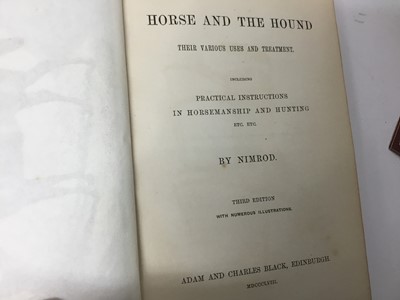 HORSE AND THE HOUND
THEIR VARIOUS USES AND TREATMENT.
INCLUDING
PRACTICAL INSTRUCTIONS
IN HORSEMANSHIP AND HUNTING
ETC. ETC.
BY NIMROD.
THIRD EDITION
WITH NUMEROUS ILLUSTRATIONS.
ADAM AND CHARLES BLACK, EDINBURGH